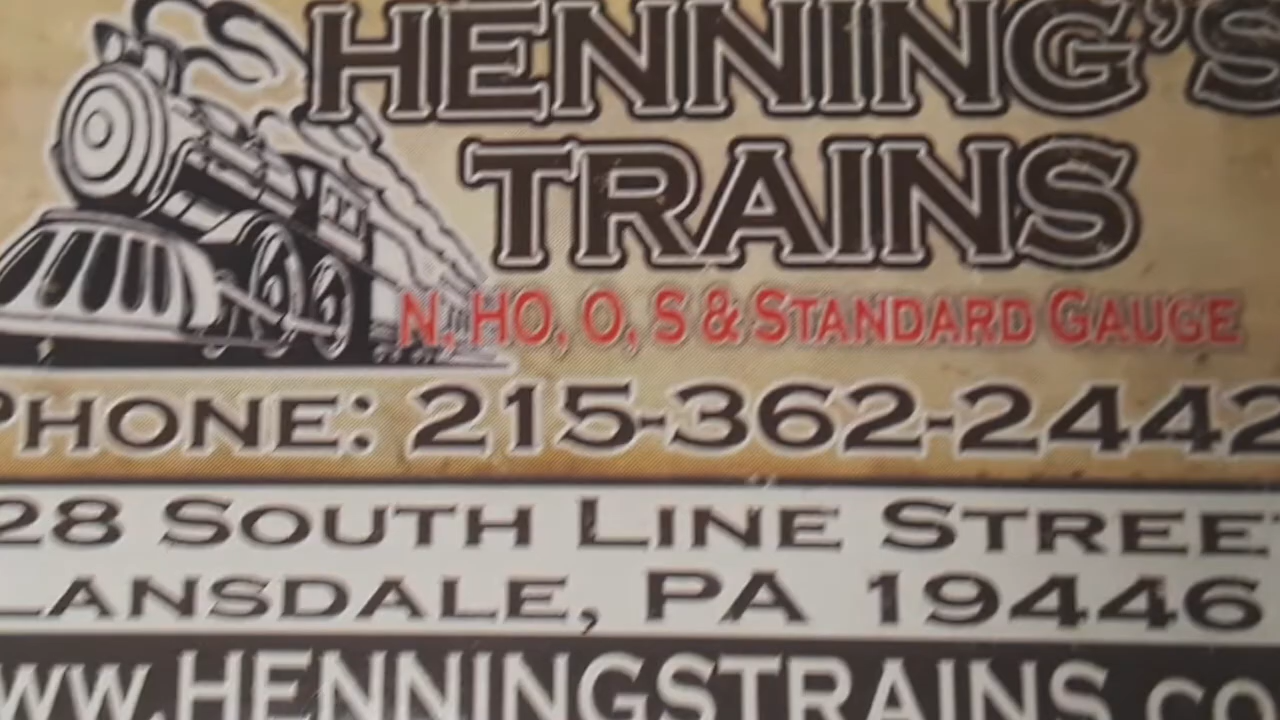 HENNING'S
TRAINS
N, HO, O, S & STANDARD GAUGE
PHONE: 215-362-2442
28 SOUTH LINE STREET
LANSDALE, PA 19446
WWW.HENNINGSTRAINS.CO